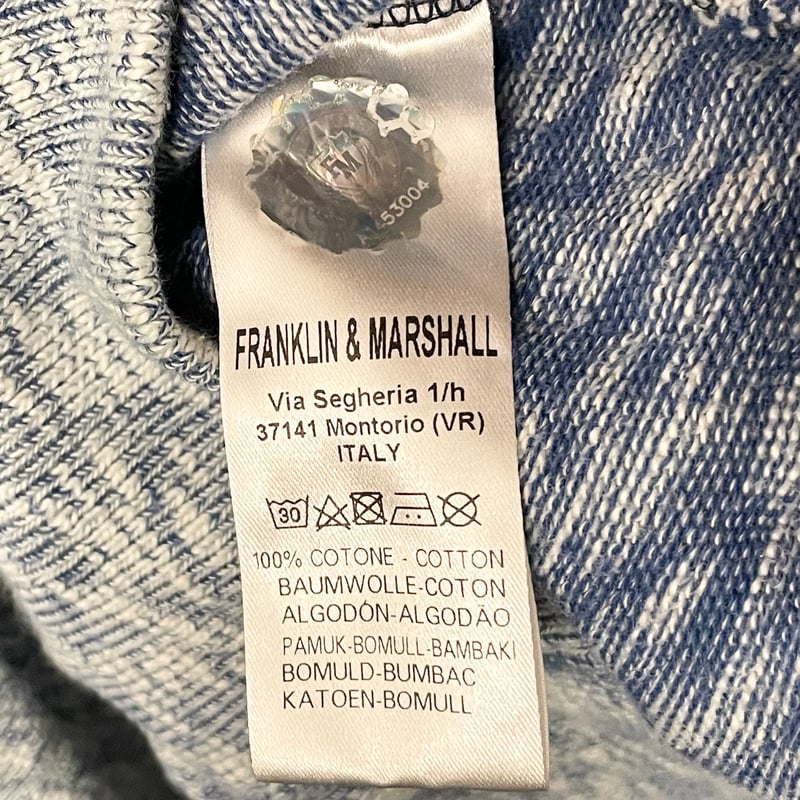 FM
53004
FRANKLIN & MARSHALL
Via Segheria 1/h
37141 Montorio (VR)
ITALY
30
100% COTONE - COTTON
BAUMWOLLE-COTON
ALGODÓN-ALGODÃO
PAMUK-BOMULL-BAMBAKI
BOMULD-BUMBAC
KATOEN-BOMULL